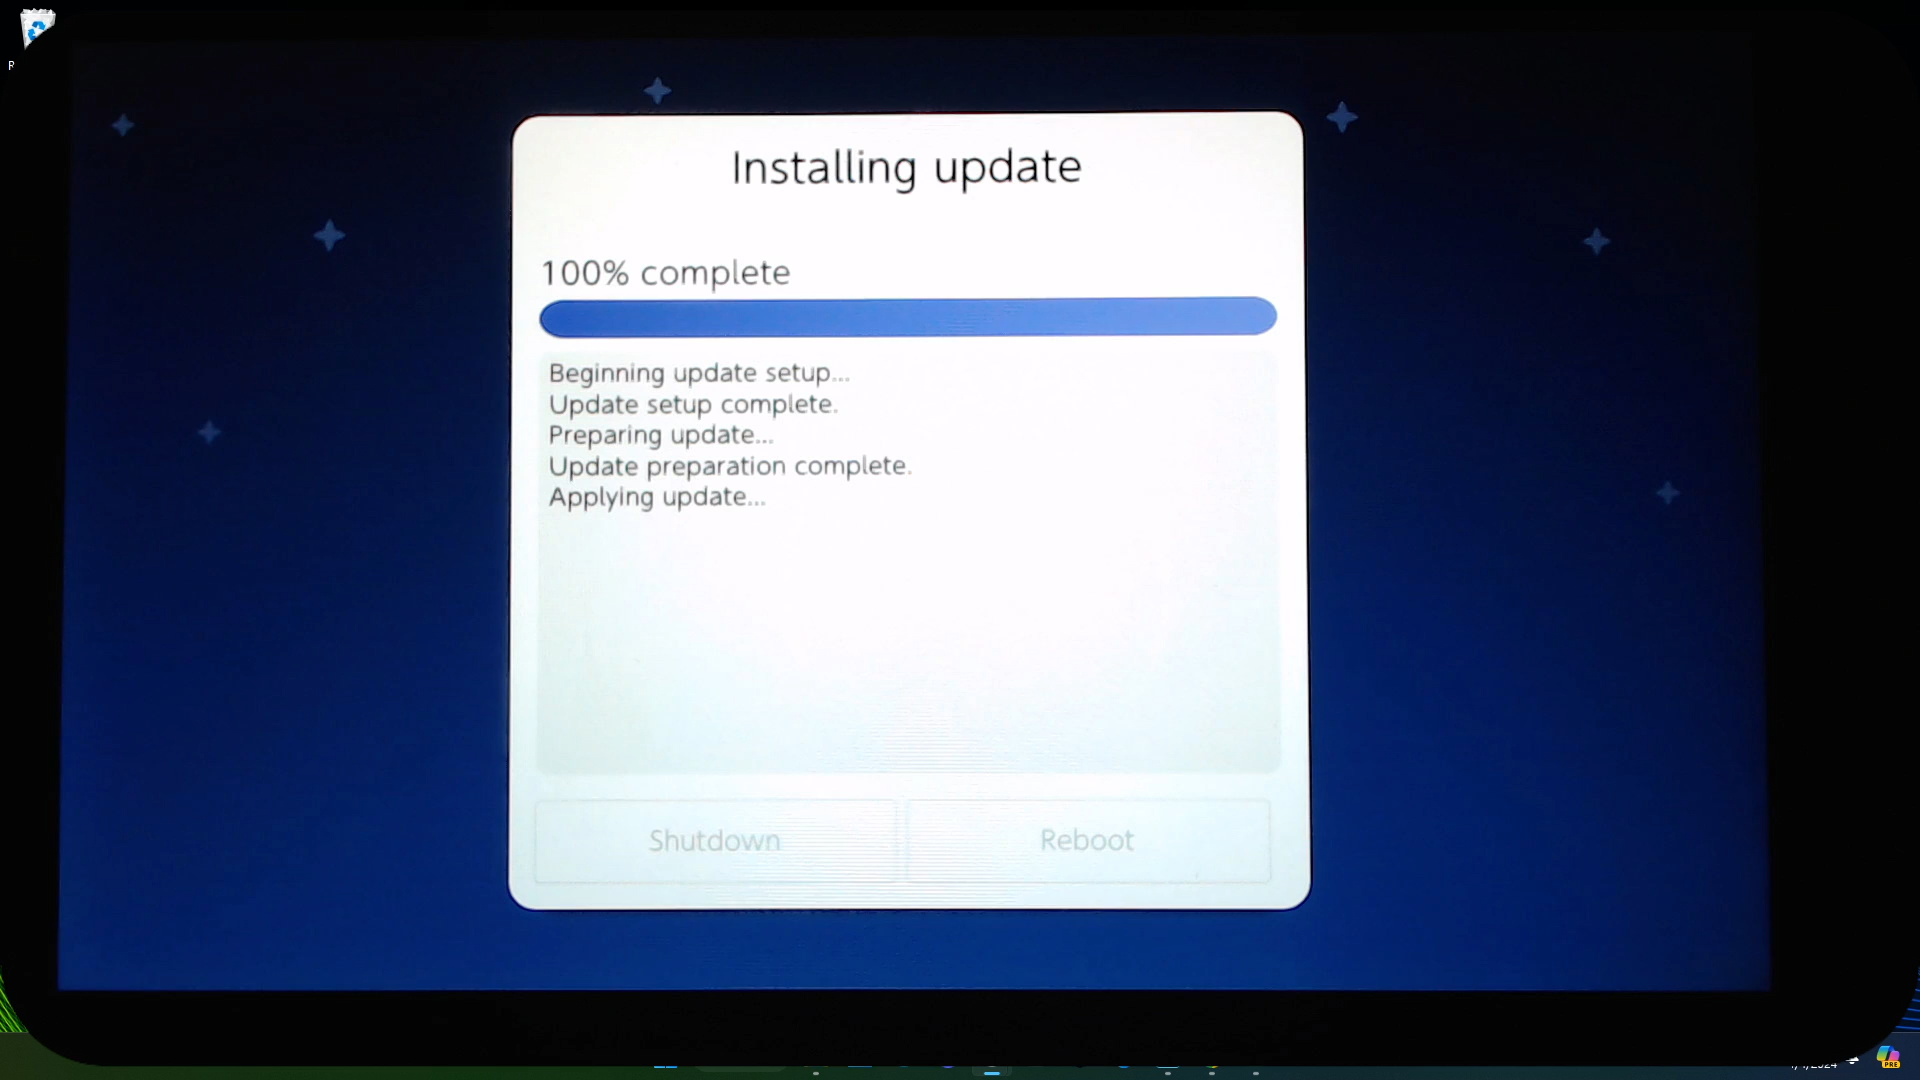 Installing update
100% complete
Beginning update setup...
Update setup complete.
Preparing update...
Update preparation complete.
Applying update...
Shutdown
Reboot
PRE